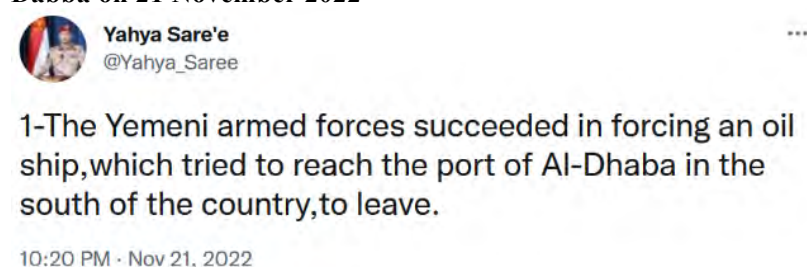 Dabba on 21 November 2022
Yahya Sare'e
@Yahya_Saree
1-The Yemeni armed forces succeeded in forcing an oil
ship,which tried to reach the port of Al-Dhaba in the
south of the country,to leave.
10:20 PM · Nov 21, 2022